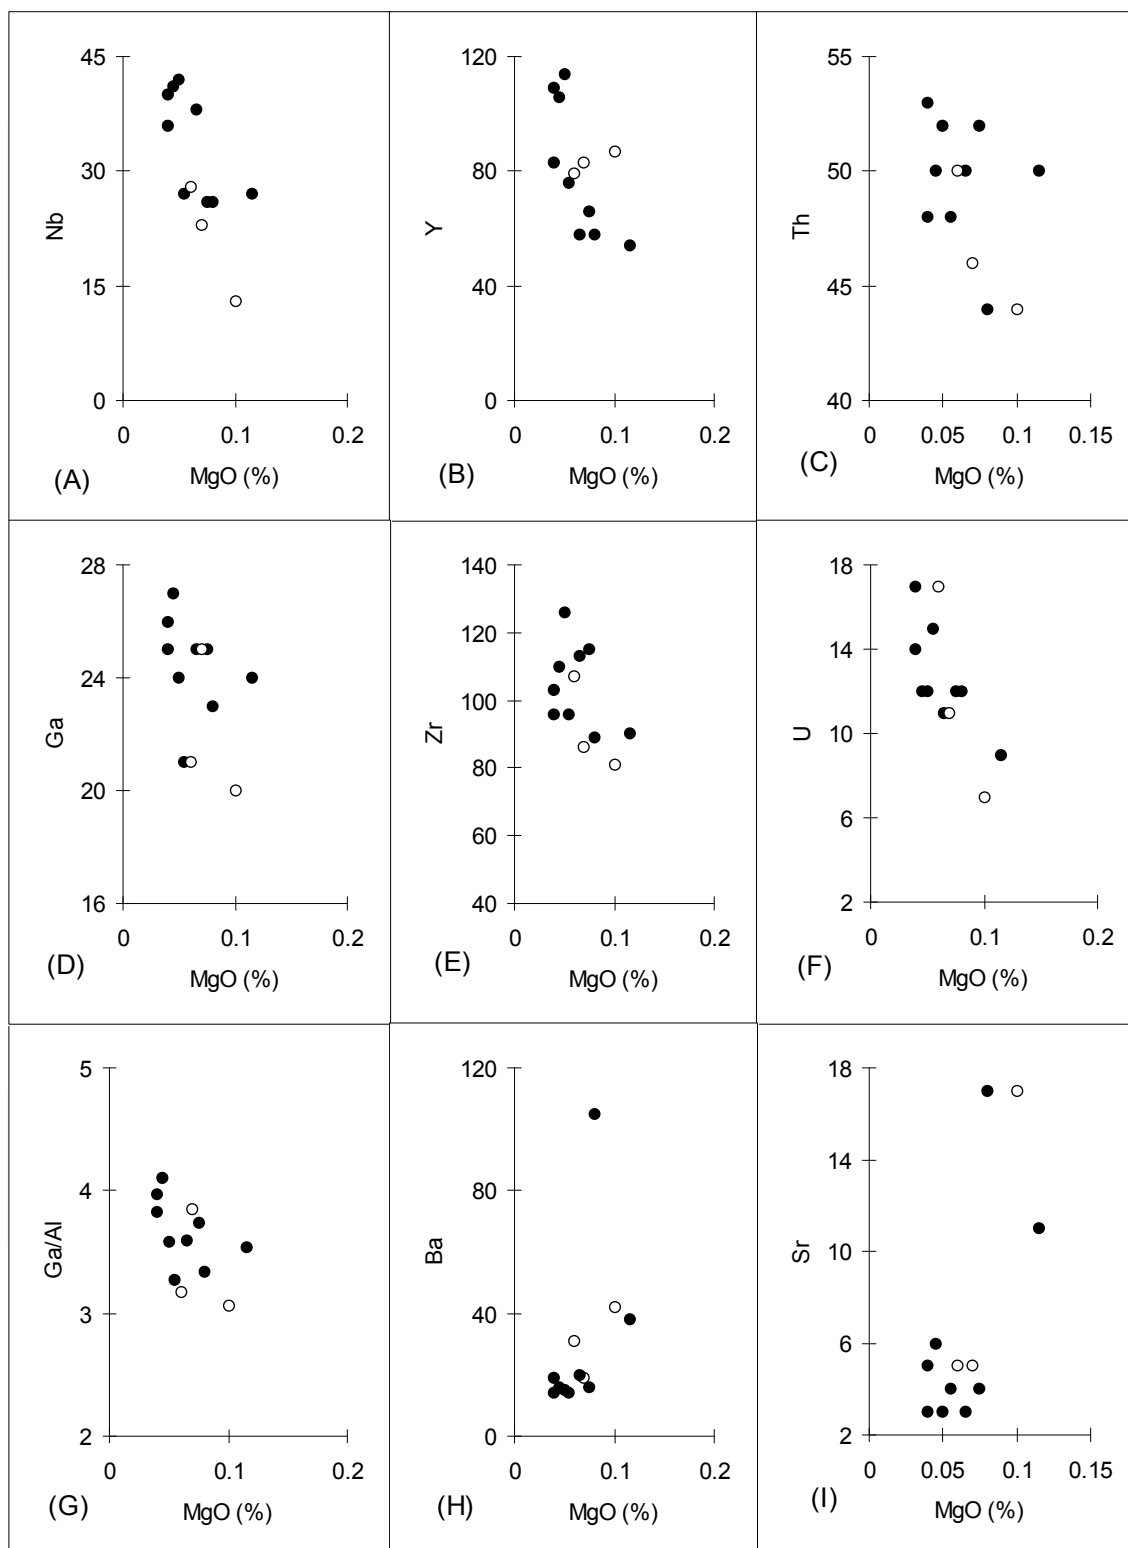 45
30
15
0
Nb
0
0.1
0.2
MgO (%)
(A)
120
80
40
0
Y
0
0.1
0.2
MgO (%)
(B)
55
50
45
40
Th
0
0.05
0.1
0.15
MgO (%)
(C)
28
24
20
16
Ga
0
0.1
0.2
MgO (%)
(D)
140
120
100
80
60
40
Zr
0
0.1
0.2
MgO (%)
(E)
18
14
10
6
2
U
0
0.1
0.2
MgO (%)
(F)
5
4
3
2
Ga/Al
0
0.1
0.2
MgO (%)
(G)
120
80
40
0
Ba
0
0.1
0.2
MgO (%)
(H)
18
14
10
6
2
Sr
0
0.05
0.1
0.15
MgO (%)
(I)